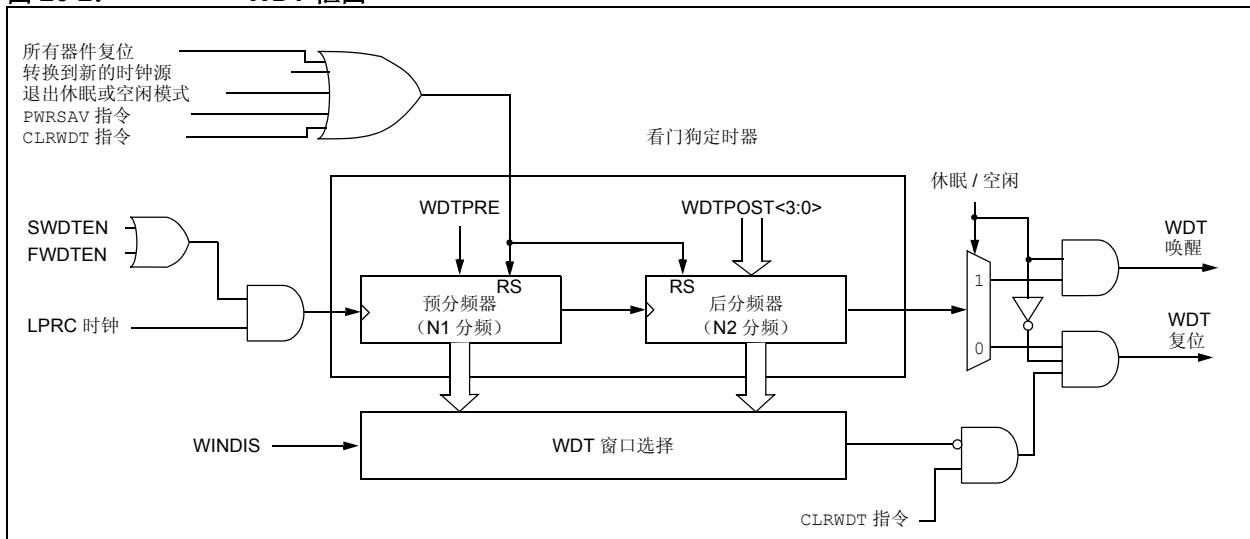 所有器件复位
转换到新的时钟源
退出休眠或空闲模式
PWRSAV 指令
CLRWDT 指令
看门狗定时器
休眠 / 空闲
SWDTEN
FWDTEN
LPRC 时钟
WDTPRE
WDTPOST<3:0>
RS
预分频器
（N1 分频）
RS
后分频器
（N2 分频）
1
0
WDT
唤醒
WDT
复位
WINDIS
WDT 窗口选择
CLRWDT 指令